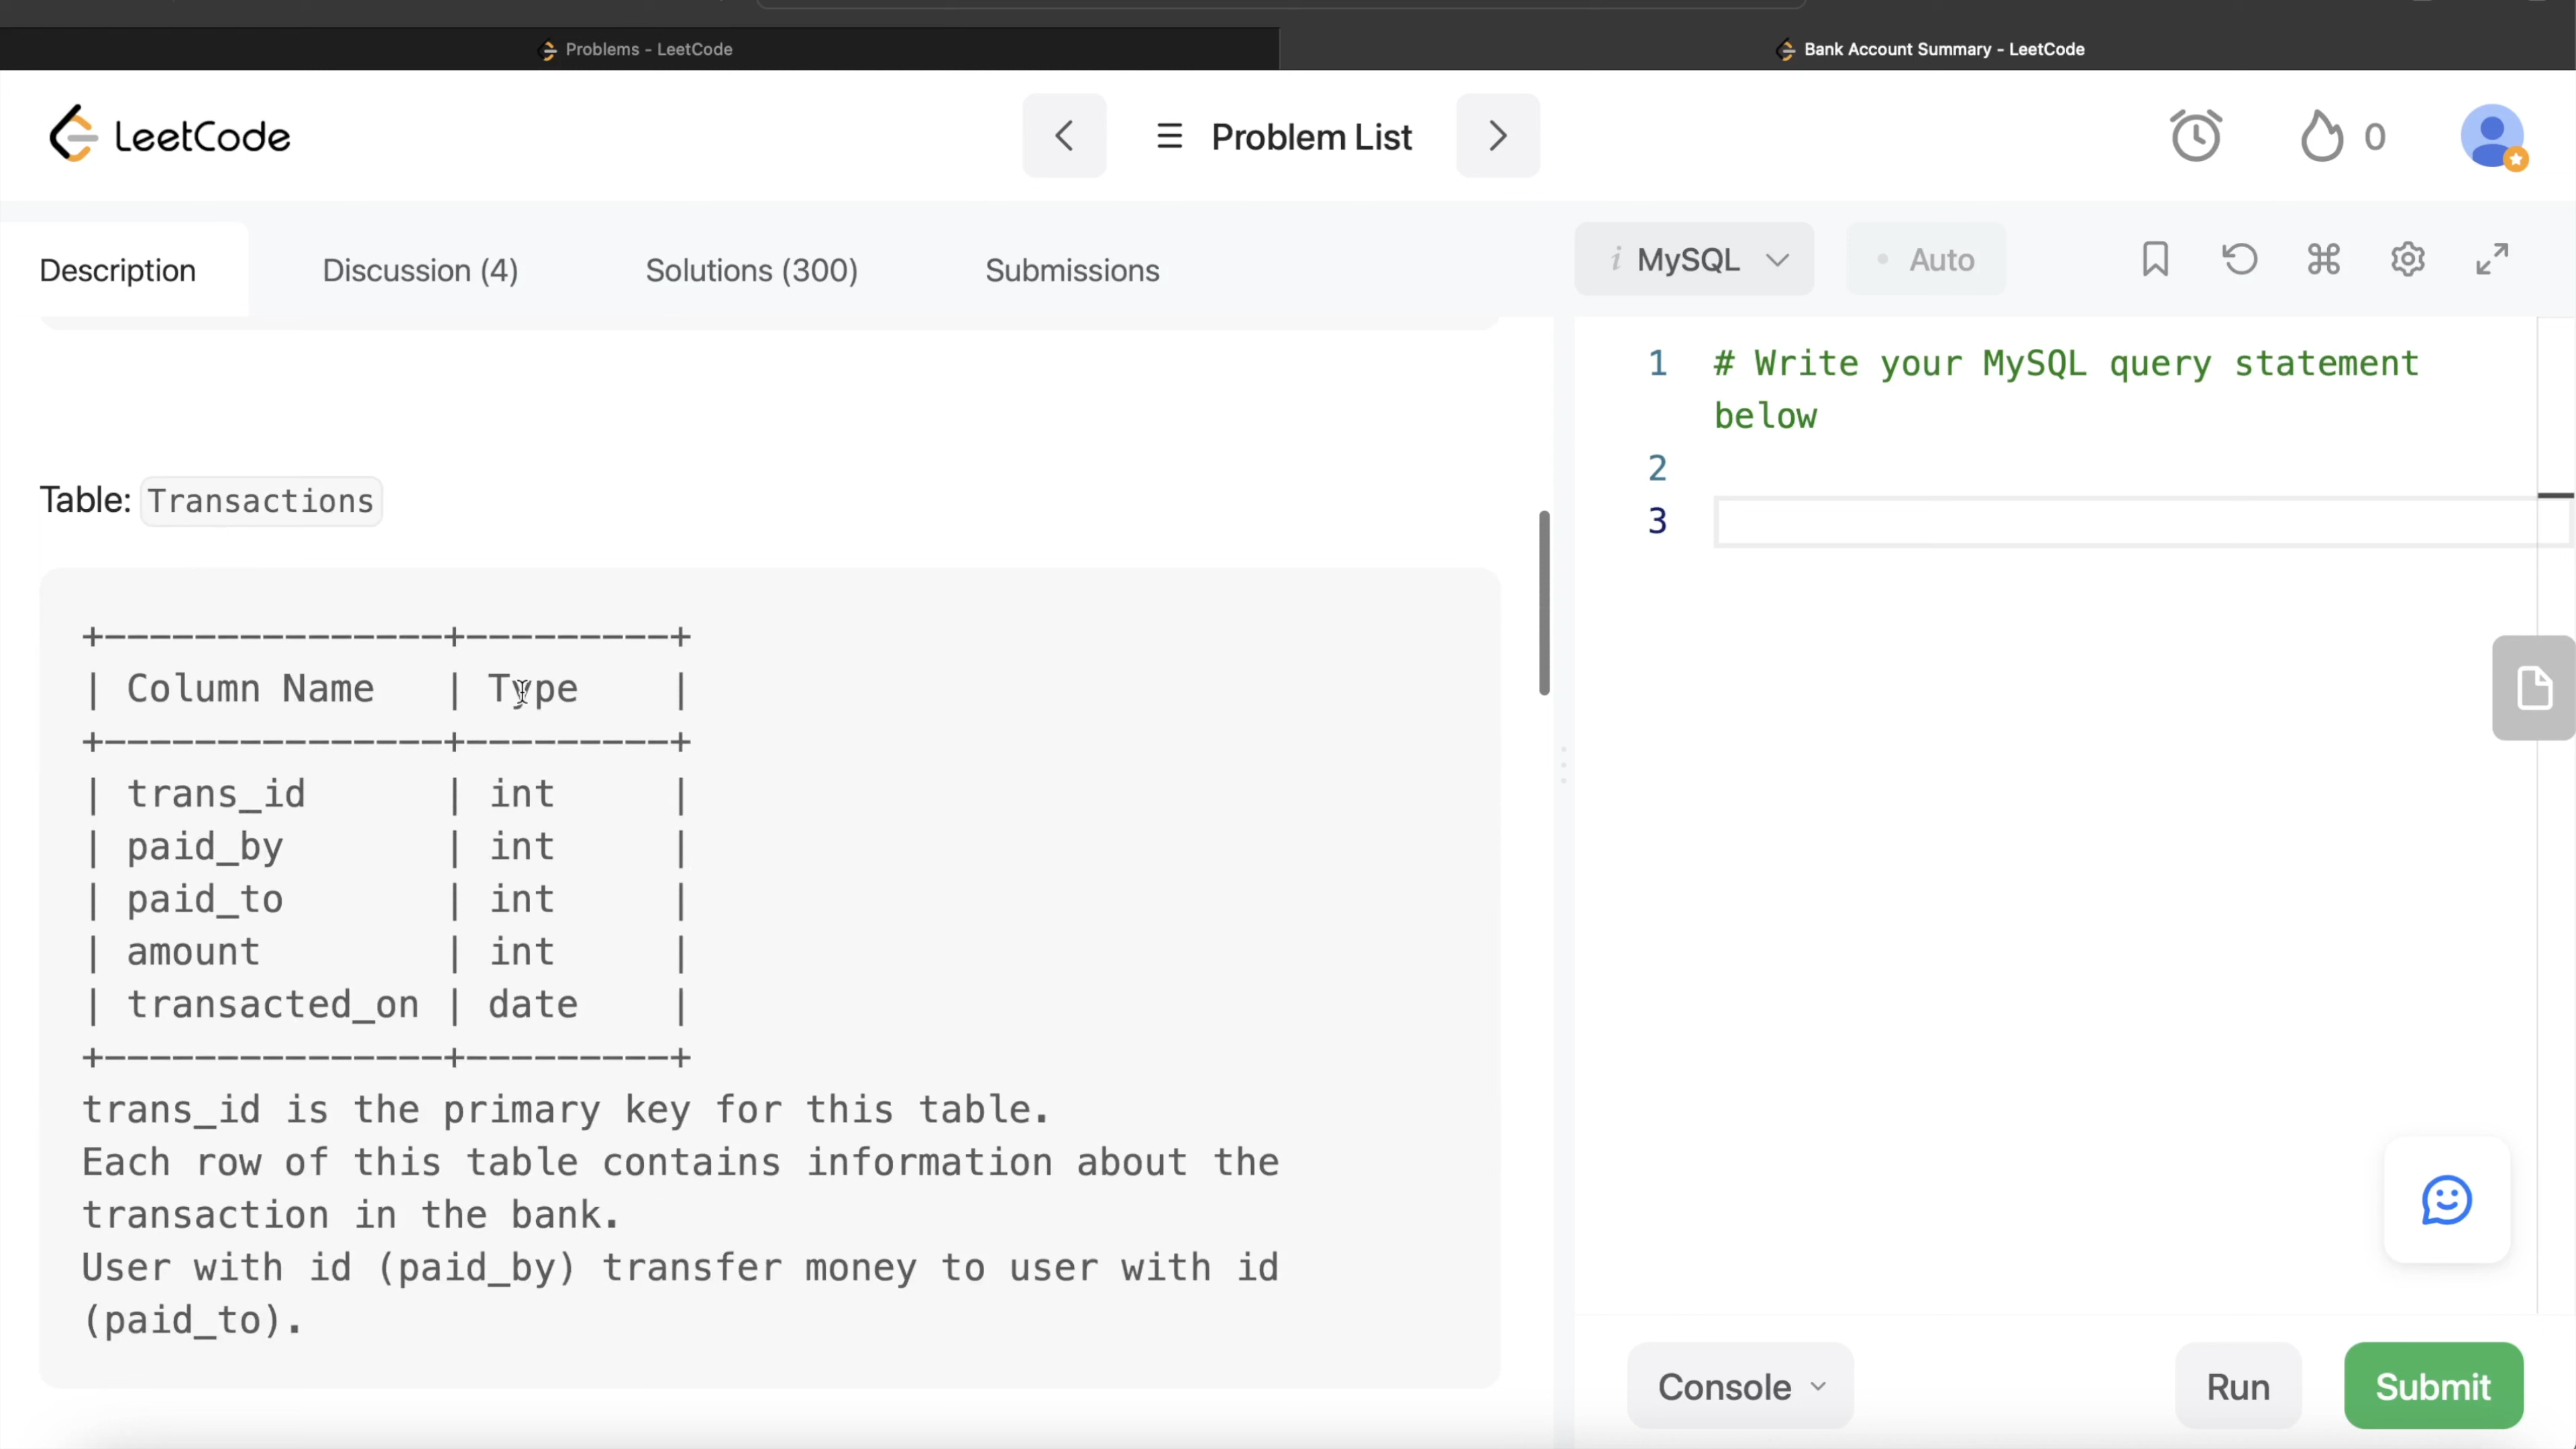 Problems - LeetCode
Bank Account Summary - LeetCode
LeetCode
Problem List
0
Description
Discussion (4)
Solutions (300)
Submissions
i MySQL
Auto
Table: Transactions
+----------------+---------+
| Column Name | Type |
+----------------+---------+
| trans_id | int |
| paid_by | int |
| paid_to | int |
| amount | int |
| transacted_on | date |
+----------------+---------+
trans_id is the primary key for this table.
Each row of this table contains information about the
transaction in the bank.
User with id (paid_by) transfer money to user with id
(paid_to).
1 # Write your MySQL query statement
below
2
3
Console
Run
Submit